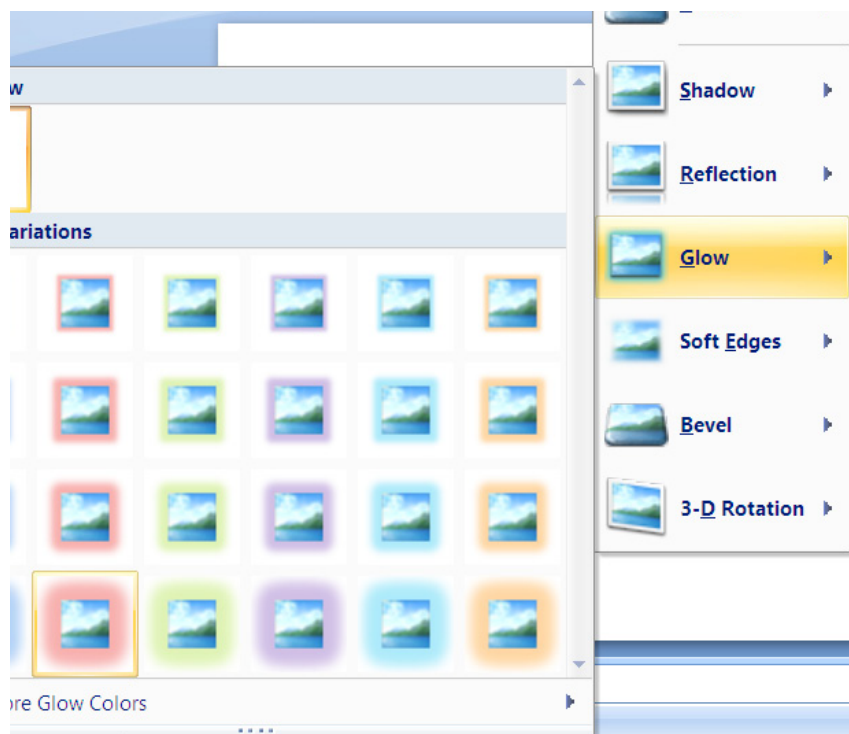 w
ariations
ore Glow Colors
Shadow
Reflection
Glow
Soft Edges
Bevel
3-D Rotation